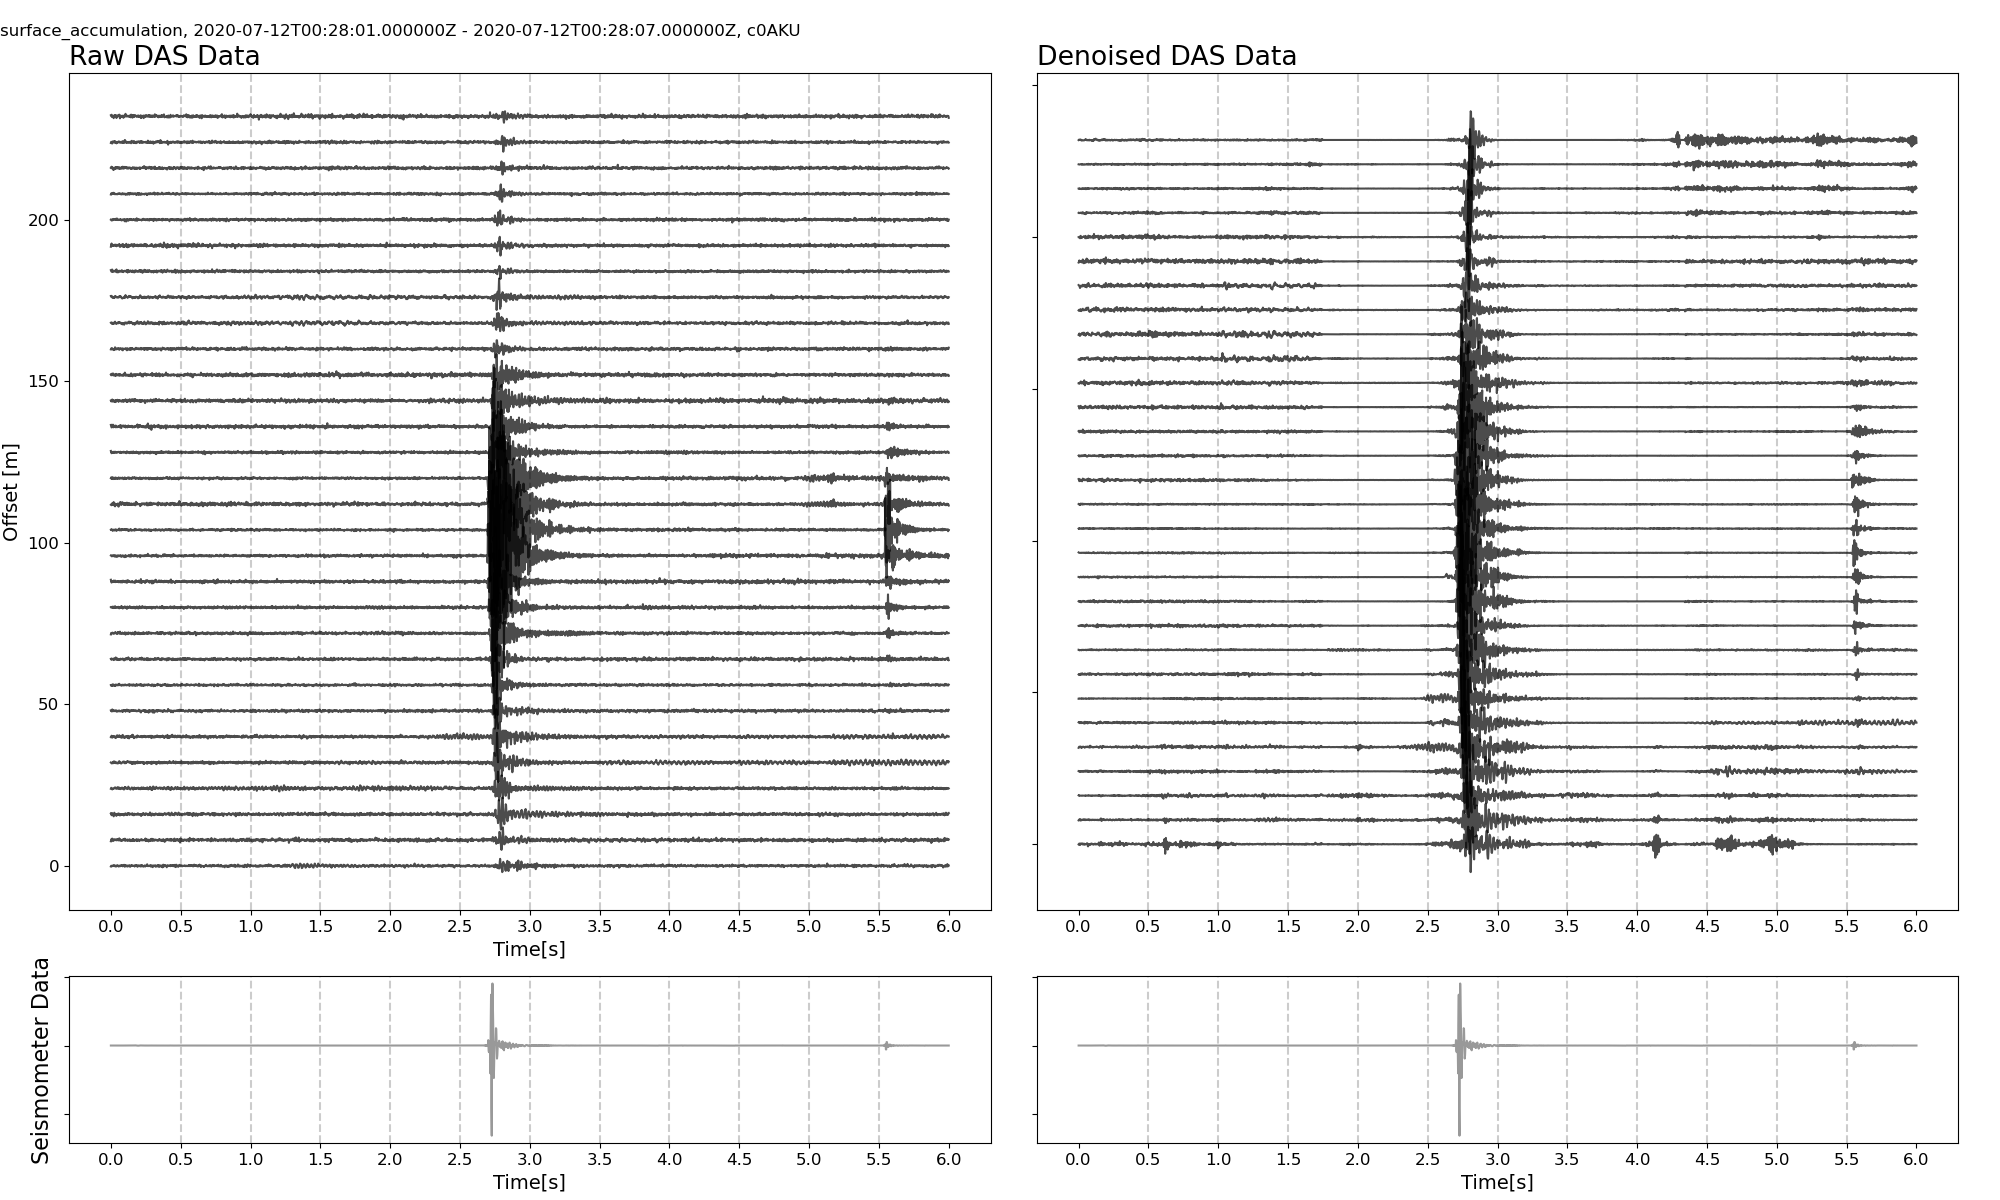 surface_accumulation, 2020-07-12T00:28:01.000000Z - 2020-07-12T00:28:07.000000Z, c0AKU
Raw DAS Data
Denoised DAS Data
Offset [m]
200
150
100
50
0
0.0 0.5 1.0 1.5 2.0 2.5 3.0 3.5 4.0 4.5 5.0 5.5 6.0
Time[s]
0.0 0.5 1.0 1.5 2.0 2.5 3.0 3.5 4.0 4.5 5.0 5.5 6.0
Seismometer Data
0.0 0.5 1.0 1.5 2.0 2.5 3.0 3.5 4.0 4.5 5.0 5.5 6.0
Time[s]
0.0 0.5 1.0 1.5 2.0 2.5 3.0 3.5 4.0 4.5 5.0 5.5 6.0
Time[s]